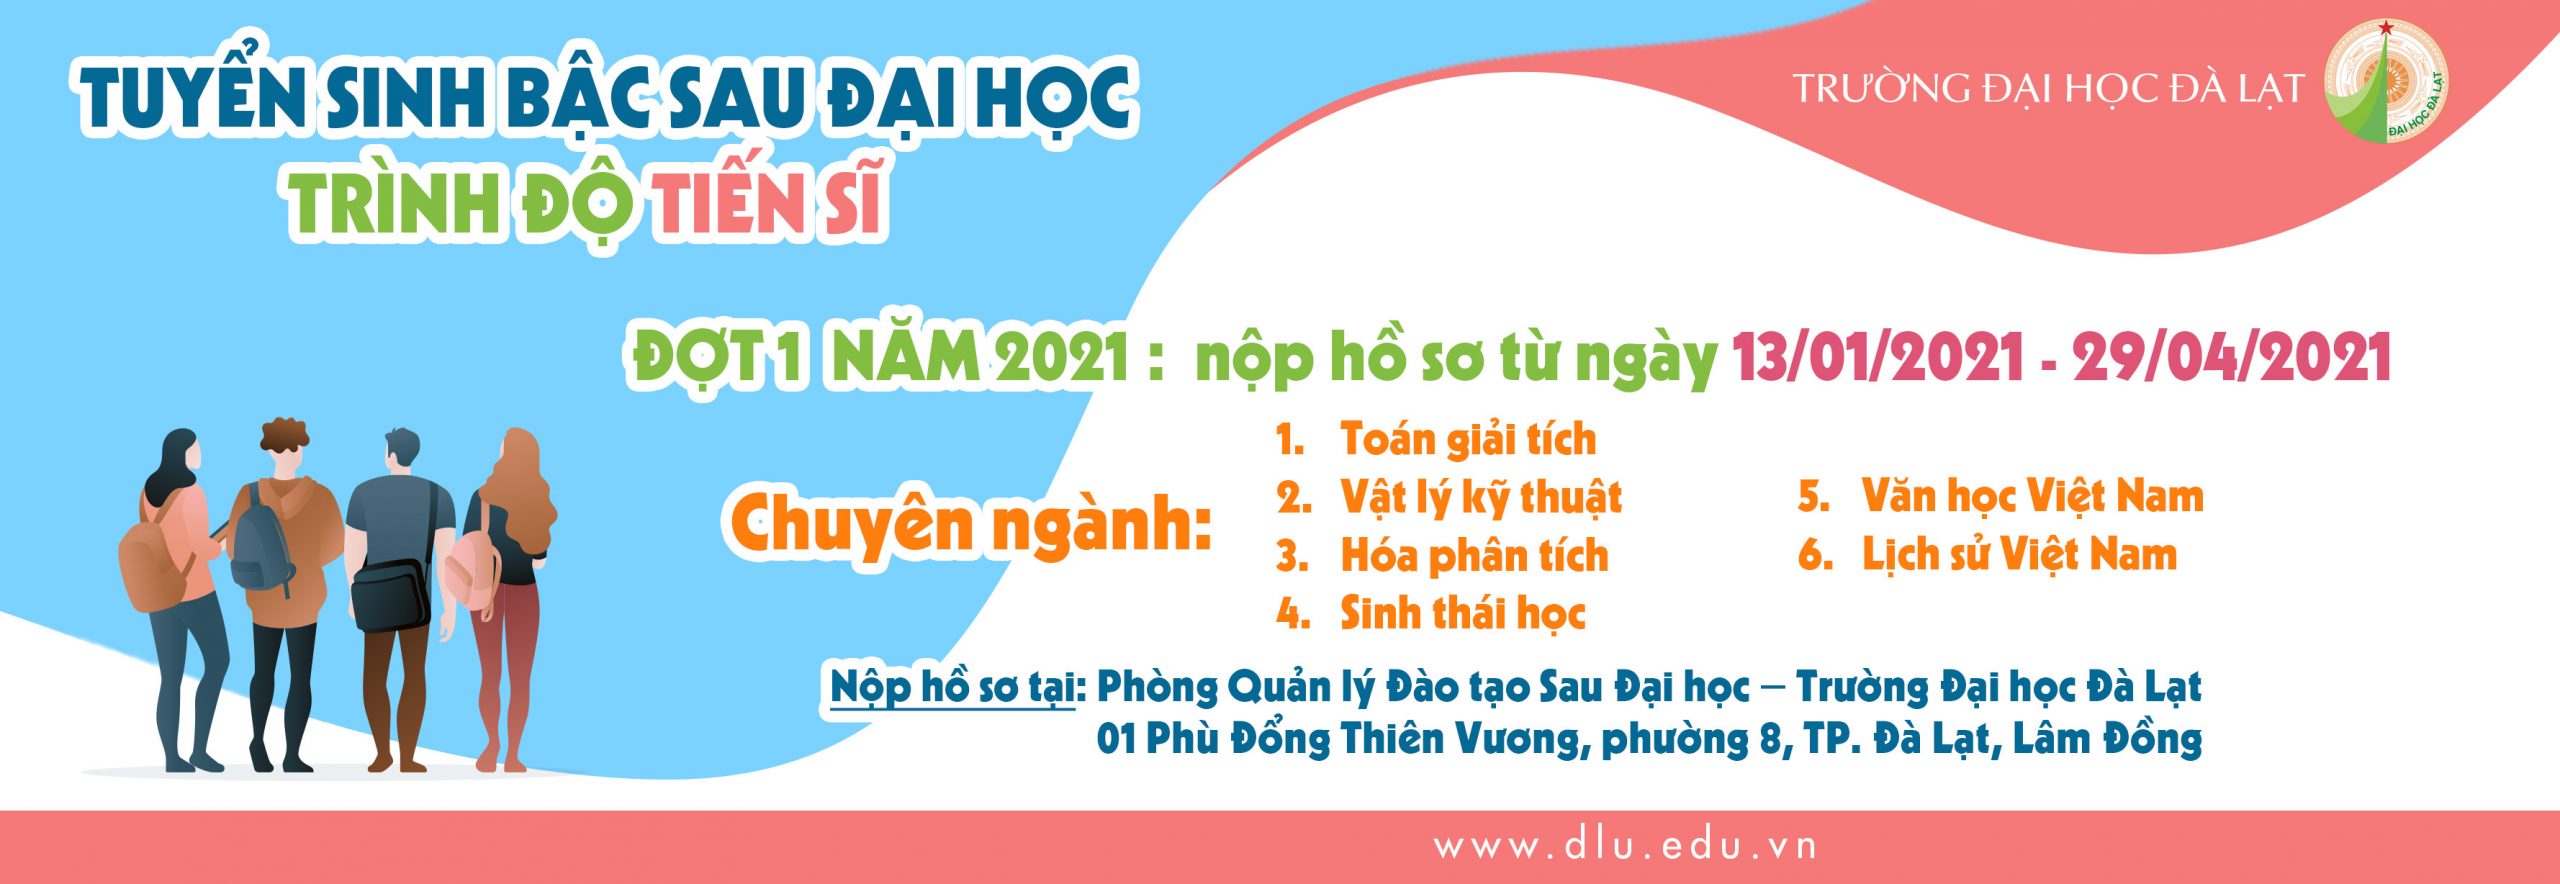 TUYỂN SINH BẬC SAU ĐẠI HỌC
TRÌNH ĐỘ TIẾN SĨ
TRƯỜNG ĐẠI HỌC ĐÀ LẠT
ĐẠI HỌC ĐÀ LẠT
ĐỢT 1 NĂM 2021 : nộp hồ sơ từ ngày 13/01/2021 - 29/04/2021
Chuyên ngành:
1. Toán giải tích
2. Vật lý kỹ thuật
3. Hóa phân tích
4. Sinh thái học
5. Văn học Việt Nam
6. Lịch sử Việt Nam
Nộp hồ sơ tại: Phòng Quản lý Đào tạo Sau Đại học – Trường Đại học Đà Lạt
01 Phù Đổng Thiên Vương, phường 8, TP. Đà Lạt, Lâm Đồng
www.dlu.edu.vn